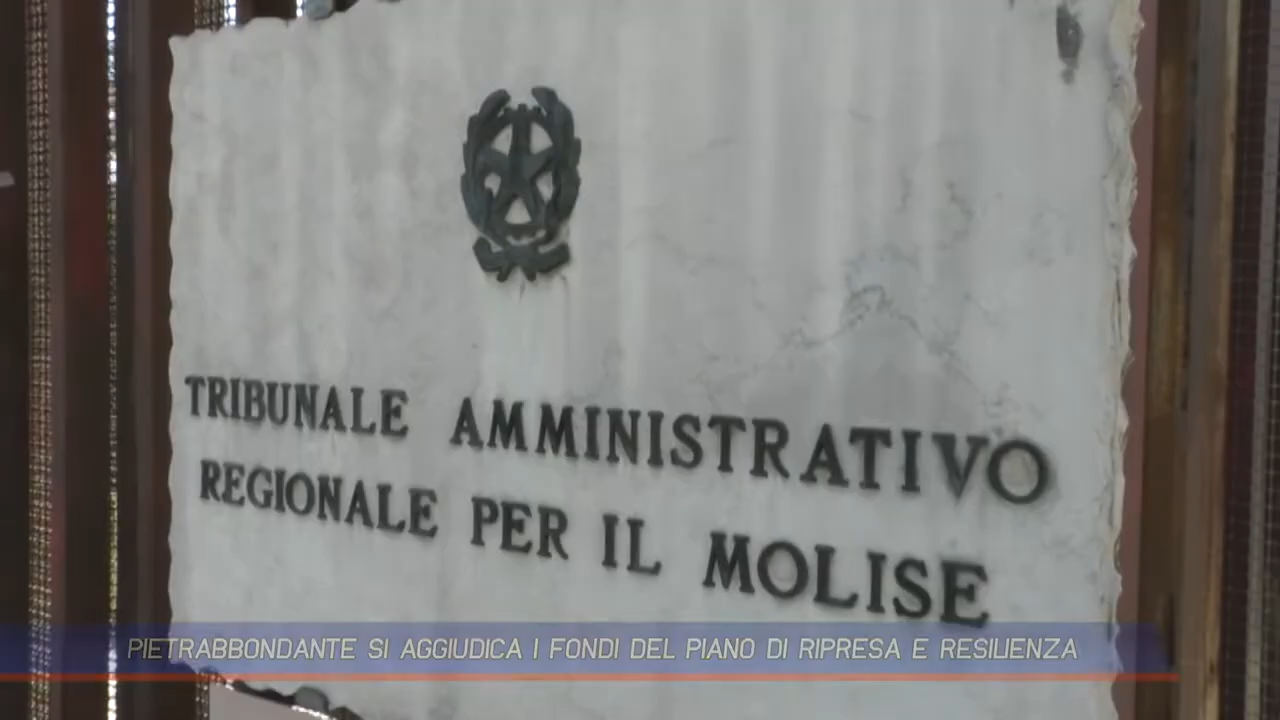 TRIBUNALE AMMINISTRATIVO
REGIONALE PER IL MOLISE
PIETRABBONDANTE SI AGGIUDICA I FONDI DEL PIANO DI RIPRESA E RESILIENZA